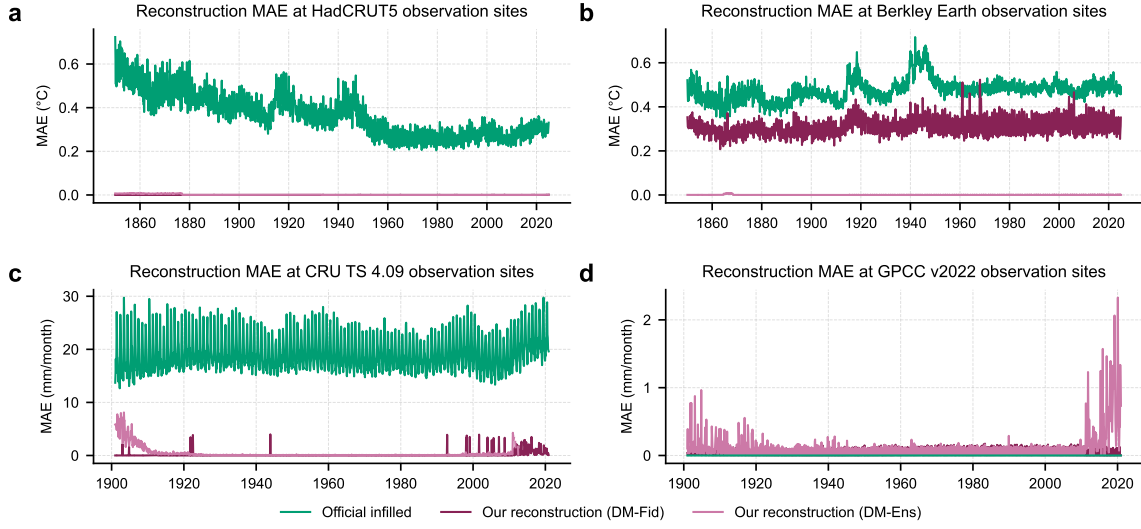 a
Reconstruction MAE at HadCRUT5 observation sites
MAE (°C)
0.6
0.4
0.2
0.0
1860 1880 1900 1920 1940 1960 1980 2000 2020
b
Reconstruction MAE at Berkley Earth observation sites
MAE (°C)
0.6
0.4
0.2
0.0
1860 1880 1900 1920 1940 1960 1980 2000 2020
c
Reconstruction MAE at CRU TS 4.09 observation sites
MAE (mm/month)
30
20
10
0
1900 1920 1940 1960 1980 2000 2020
d
Reconstruction MAE at GPCC v2022 observation sites
MAE (mm/month)
2
1
0
1900 1920 1940 1960 1980 2000 2020
Official infilled
Our reconstruction (DM-Fid)
Our reconstruction (DM-Ens)